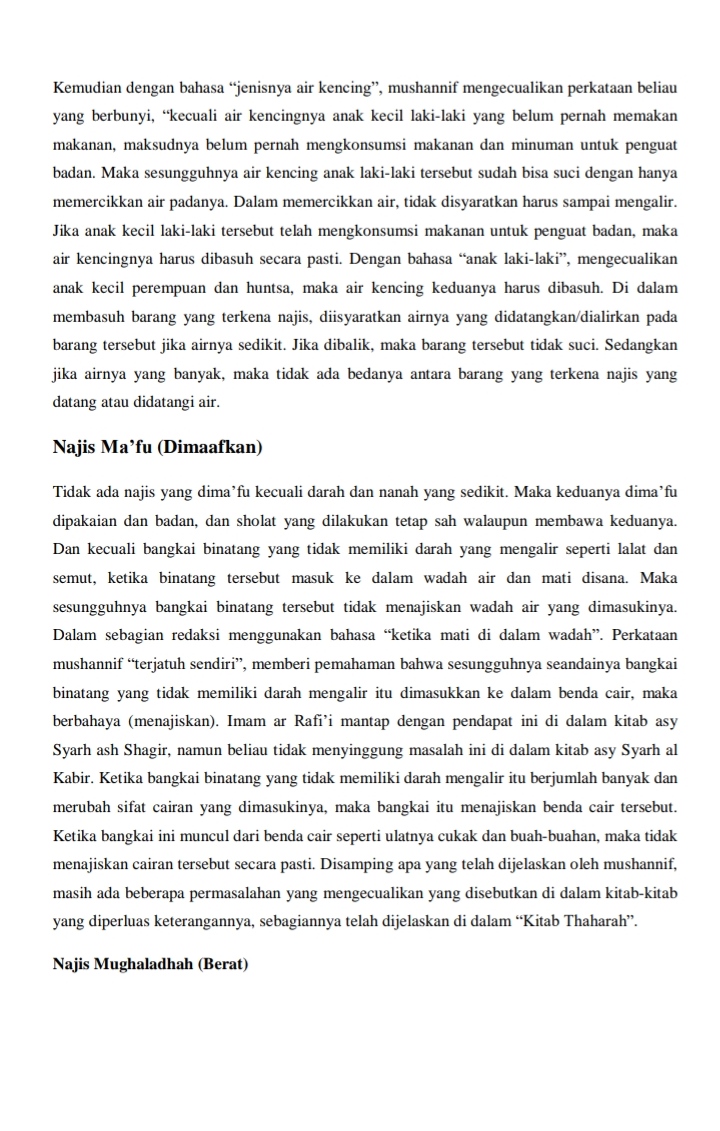 Kemudian dengan bahasa “jenisnya air kencing”, mushannif mengecualikan perkataan beliau
yang berbunyi, “kecuali air kencingnya anak kecil laki-laki yang belum pernah memakan
makanan, maksudnya belum pernah mengkonsumsi makanan dan minuman untuk penguat
badan. Maka sesungguhnya air kencing anak laki-laki tersebut sudah bisa suci dengan hanya
memercikkan air padanya. Dalam memercikkan air, tidak disyaratkan harus sampai mengalir.
Jika anak kecil laki-laki tersebut telah mengkonsumsi makanan untuk penguat badan, maka
air kencingnya harus dibasuh secara pasti. Dengan bahasa “anak laki-laki”, mengecualikan
anak kecil perempuan dan huntsa, maka air kencing keduanya harus dibasuh. Di dalam
membasuh barang yang terkena najis, diisyaratkan airnya yang didatangkan/dialirkan pada
barang tersebut jika airnya sedikit. Jika dibalik, maka barang tersebut tidak suci. Sedangkan
jika airnya yang banyak, maka tidak ada bedanya antara barang yang terkena najis yang
datang atau didatangi air.
Najis Ma’fu (Dimaafkan)
Tidak ada najis yang dima’fu kecuali darah dan nanah yang sedikit. Maka keduanya dima’fu
dipakaian dan badan, dan sholat yang dilakukan tetap sah walaupun membawa keduanya.
Dan kecuali bangkai binatang yang tidak memiliki darah yang mengalir seperti lalat dan
semut, ketika binatang tersebut masuk ke dalam wadah air dan mati disana. Maka
sesungguhnya bangkai binatang tersebut tidak menajiskan wadah air yang dimasukinya.
Dalam sebagian redaksi menggunakan bahasa “ketika mati di dalam wadah”. Perkataan
mushannif “terjatuh sendiri”, memberi pemahaman bahwa sesungguhnya seandainya bangkai
binatang yang tidak memiliki darah mengalir itu dimasukkan ke dalam benda cair, maka
berbahaya (menajiskan). Imam ar Rafi’i mantap dengan pendapat ini di dalam kitab asy
Syarh ash Shagir, namun beliau tidak menyinggung masalah ini di dalam kitab asy Syarh al
Kabir. Ketika bangkai binatang yang tidak memiliki darah mengalir itu berjumlah banyak dan
merubah sifat cairan yang dimasukinya, maka bangkai itu menajiskan benda cair tersebut.
Ketika bangkai ini muncul dari benda cair seperti ulatnya cukak dan buah-buahan, maka tidak
menajiskan cairan tersebut secara pasti. Disamping apa yang telah dijelaskan oleh mushannif,
masih ada beberapa permasalahan yang mengecualikan yang disebutkan di dalam kitab-kitab
yang diperluas keterangannya, sebagiannya telah dijelaskan di dalam “Kitab Thaharah”.
Najis Mughaladhah (Berat)